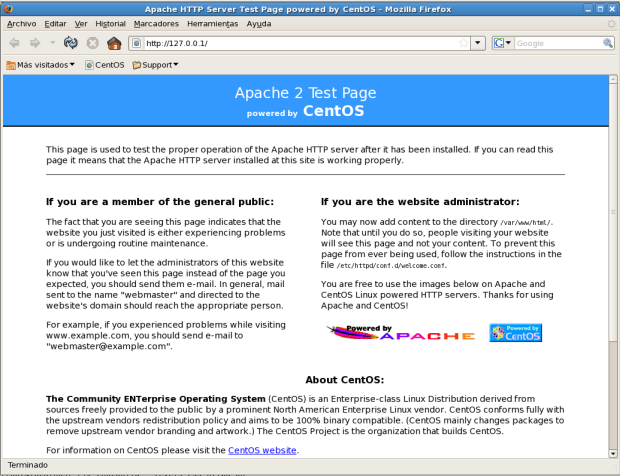 Apache HTTP Server Test Page powered by CentOS - Mozilla Firefox
Archivo Editar Ver Historial Marcadores Herramientas Ayuda
http://127.0.0.1/
Google
Más visitados CentOS Support
Apache 2 Test Page
powered by CentOS
This page is used to test the proper operation of the Apache HTTP server after it has been installed. If you can read this
page it means that the Apache HTTP server installed at this site is working properly.
If you are a member of the general public:
The fact that you are seeing this page indicates that the
website you just visited is either experiencing problems
or is undergoing routine maintenance.
If you would like to let the administrators of this website
know that you've seen this page instead of the page you
expected, you should send them e-mail. In general, mail
sent to the name "webmaster" and directed to the
website's domain should reach the appropriate person.
For example, if you experienced problems while visiting
www.example.com, you should send e-mail to
"webmaster@example.com".
If you are the website administrator:
You may now add content to the directory /var/www/html/.
Note that until you do so, people visiting your website
will see this page and not your content. To prevent this
page from ever being used, follow the instructions in the
file /etc/httpd/conf.d/welcome.conf.
You are free to use the images below on Apache and
CentOS Linux powered HTTP servers. Thanks for using
Apache and CentOS!
Powered by
APACHE
Powered by
CentOS
About CentOS:
The Community ENTerprise Operating System (CentOS) is an Enterprise-class Linux Distribution derived from
sources freely provided to the public by a prominent North American Enterprise Linux vendor. CentOS conforms fully with
the upstream vendors redistribution policy and aims to be 100% binary compatible. (CentOS mainly changes packages to
remove upstream vendor branding and artwork.) The CentOS Project is the organization that builds CentOS.
For information on CentOS please visit the CentOS website.
Terminado